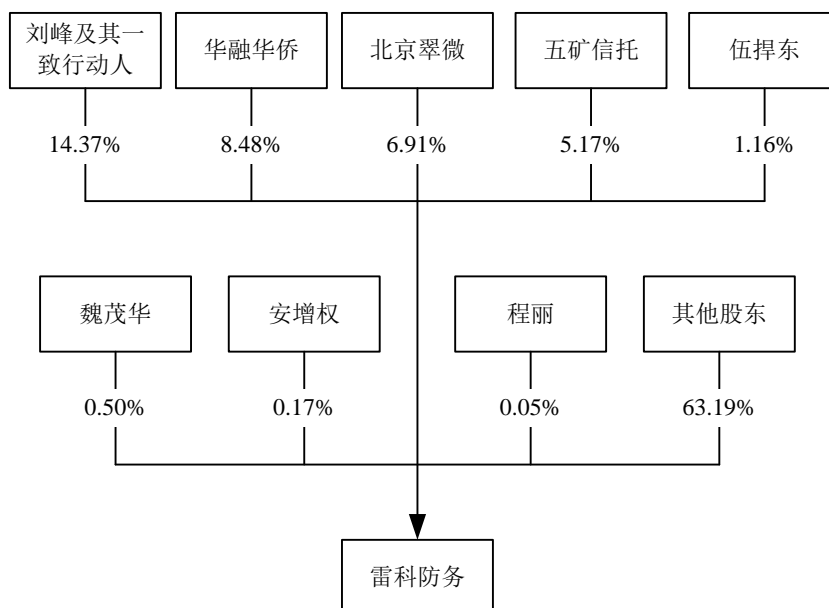 刘峰及其一
致行动人
华融华侨
北京翠微
五矿信托
伍捍东
14.37%
8.48%
6.91%
5.17%
1.16%
魏茂华
安增权
程丽
其他股东
0.50%
0.17%
0.05%
63.19%
雷科防务